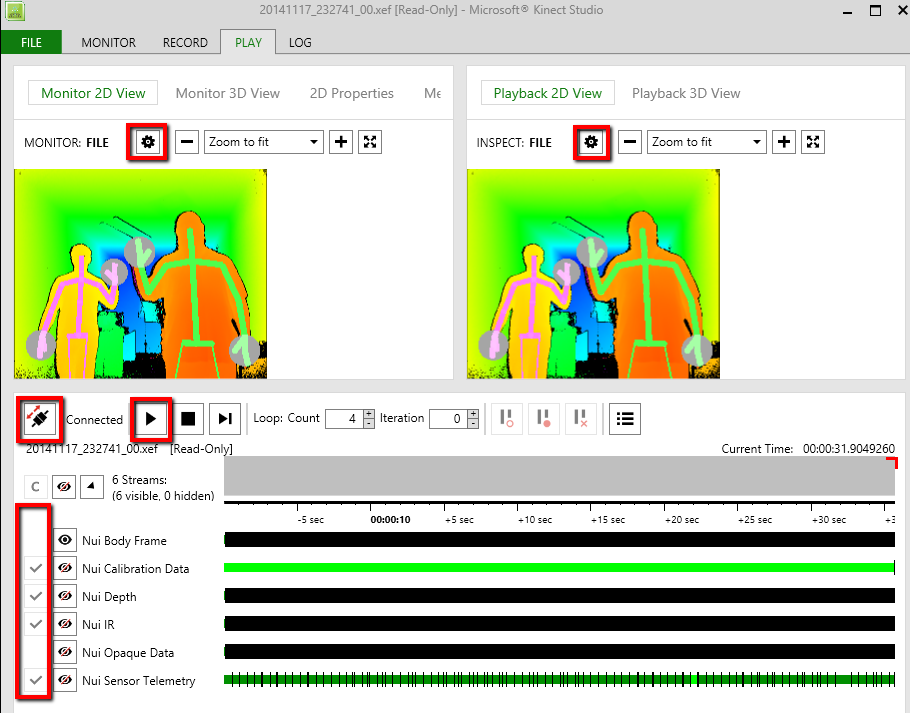 20141117_232741_00.xef [Read-Only] - Microsoft® Kinect Studio
FILE MONITOR RECORD PLAY LOG
Monitor 2D View Monitor 3D View 2D Properties Me
Playback 2D View Playback 3D View
MONITOR: FILE Zoom to fit
INSPECT: FILE Zoom to fit
Connected Loop: Count 4 Iteration 0
20141117_232741_00.xef [Read-Only] Current Time: 00:00:31.9049260
C 6 Streams:
(6 visible, 0 hidden)
-5 sec 00:00:10 +5 sec +10 sec +15 sec +20 sec +25 sec +30 sec +3
Nui Body Frame
Nui Calibration Data
Nui Depth
Nui IR
Nui Opaque Data
Nui Sensor Telemetry